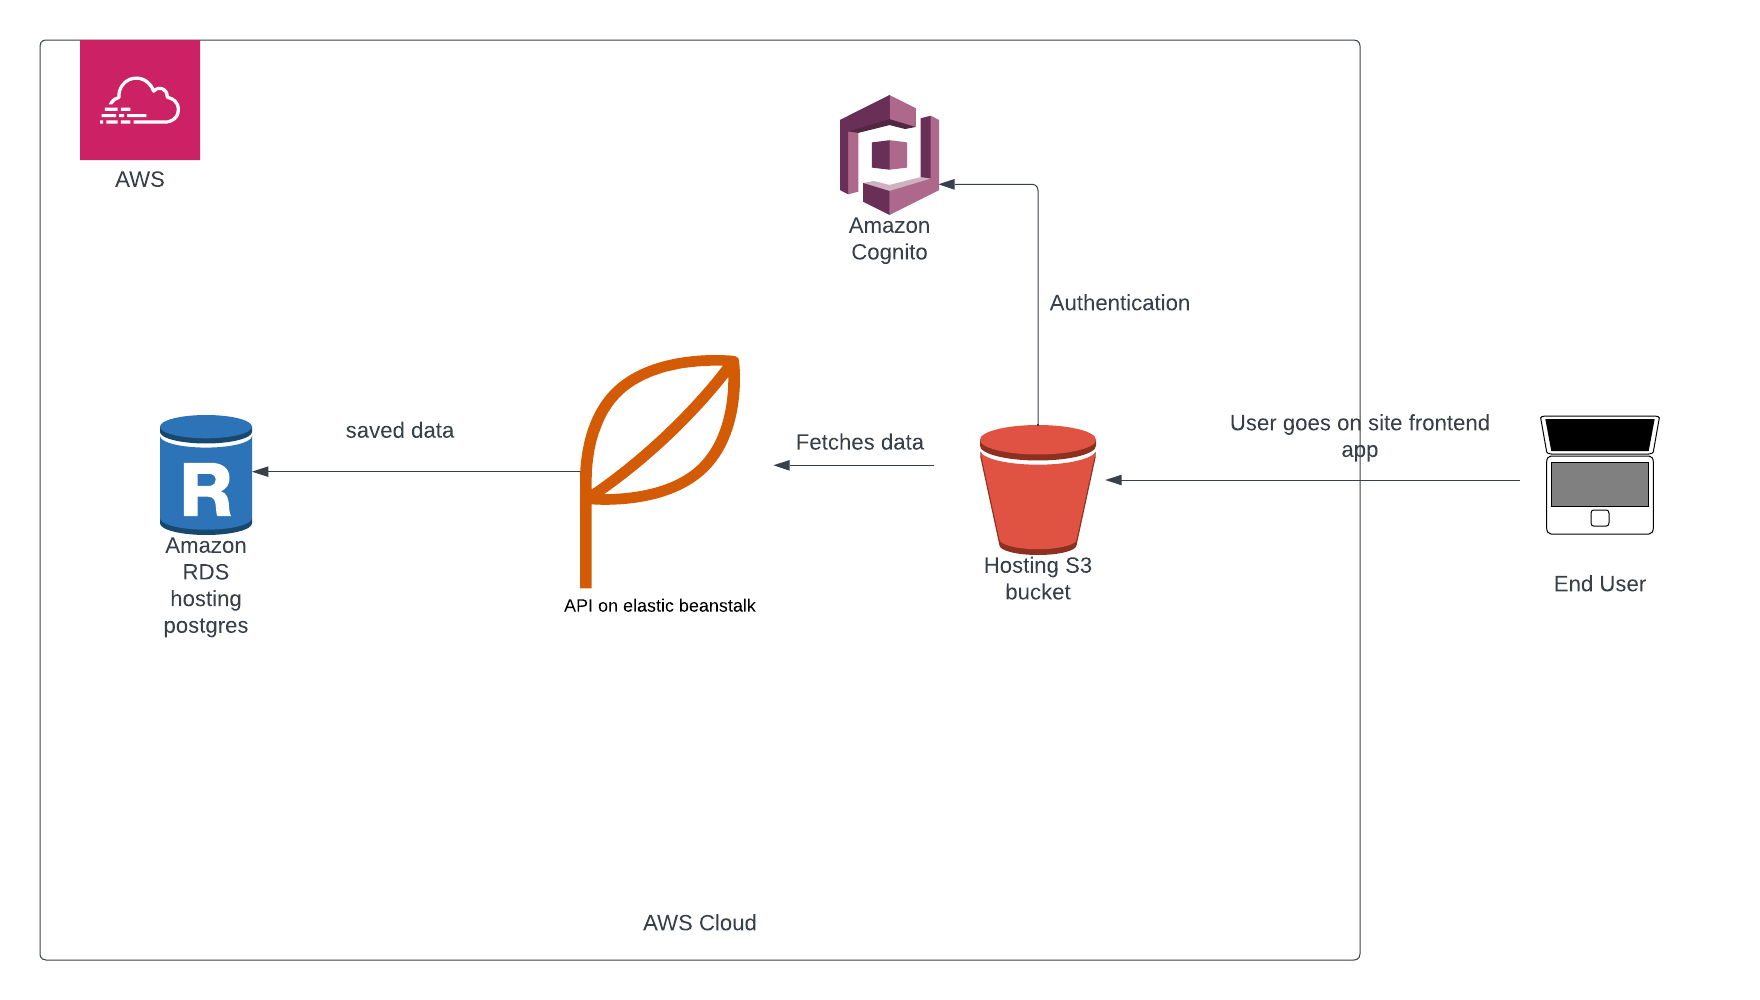 AWS
Amazon
Cognito
Authentication
User goes on site frontend
app
saved data
Fetches data
R
Amazon
RDS
hosting
postgres
API on elastic beanstalk
Hosting S3
bucket
End User
AWS Cloud